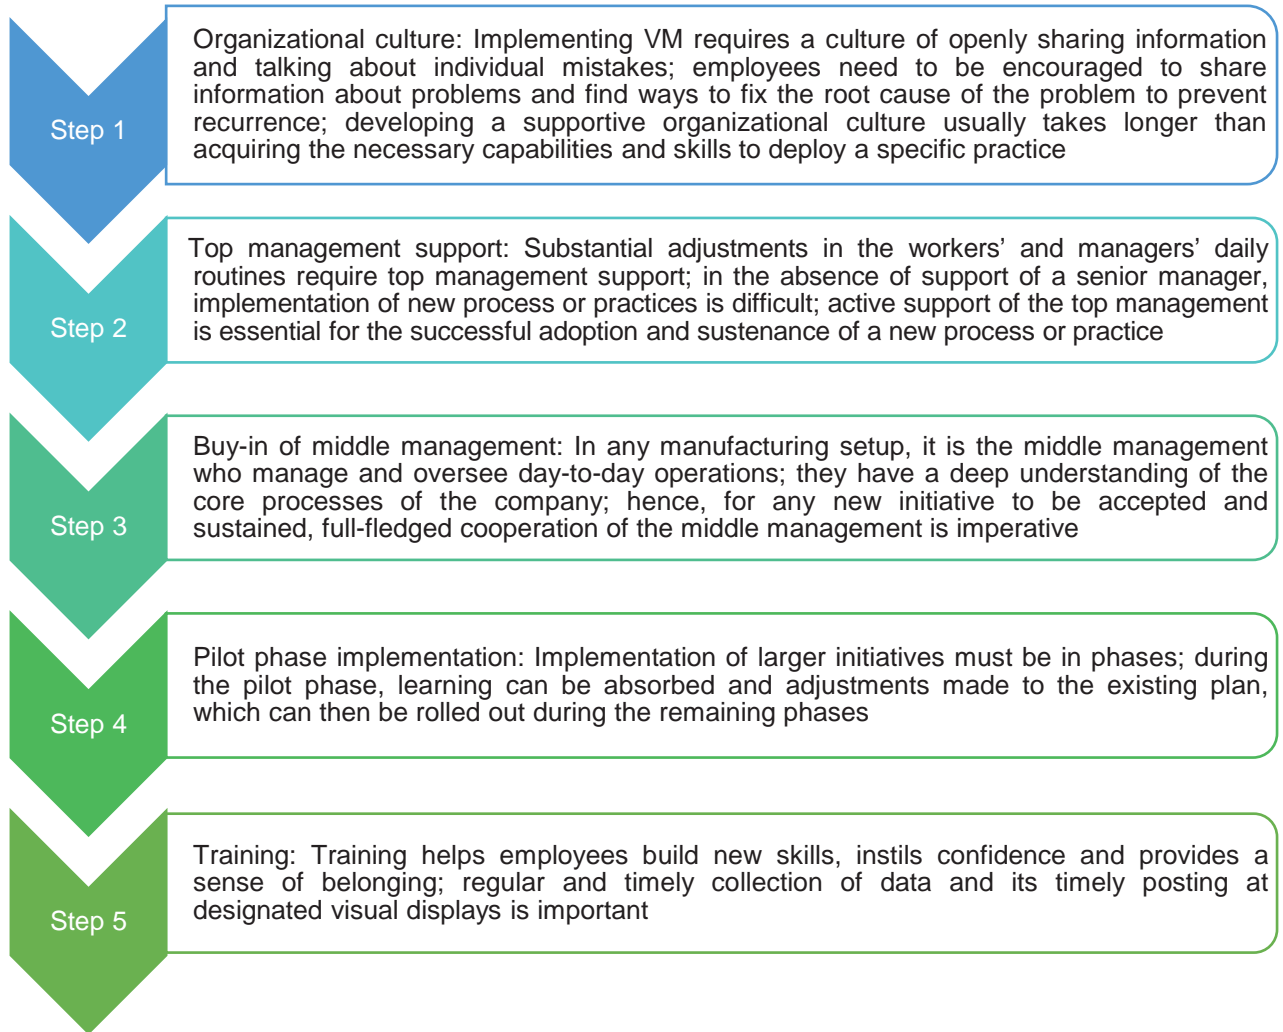 Step 1
Organizational culture: Implementing VM requires a culture of openly sharing information
and talking about individual mistakes; employees need to be encouraged to share
information about problems and find ways to fix the root cause of the problem to prevent
recurrence; developing a supportive organizational culture usually takes longer than
acquiring the necessary capabilities and skills to deploy a specific practice
Step 2
Top management support: Substantial adjustments in the workers’ and managers’ daily
routines require top management support; in the absence of support of a senior manager,
implementation of new process or practices is difficult; active support of the top management
is essential for the successful adoption and sustenance of a new process or practice
Step 3
Buy-in of middle management: In any manufacturing setup, it is the middle management
who manage and oversee day-to-day operations; they have a deep understanding of the
core processes of the company; hence, for any new initiative to be accepted and
sustained, full-fledged cooperation of the middle management is imperative
Step 4
Pilot phase implementation: Implementation of larger initiatives must be in phases; during
the pilot phase, learning can be absorbed and adjustments made to the existing plan,
which can then be rolled out during the remaining phases
Step 5
Training: Training helps employees build new skills, instils confidence and provides a
sense of belonging; regular and timely collection of data and its timely posting at
designated visual displays is important